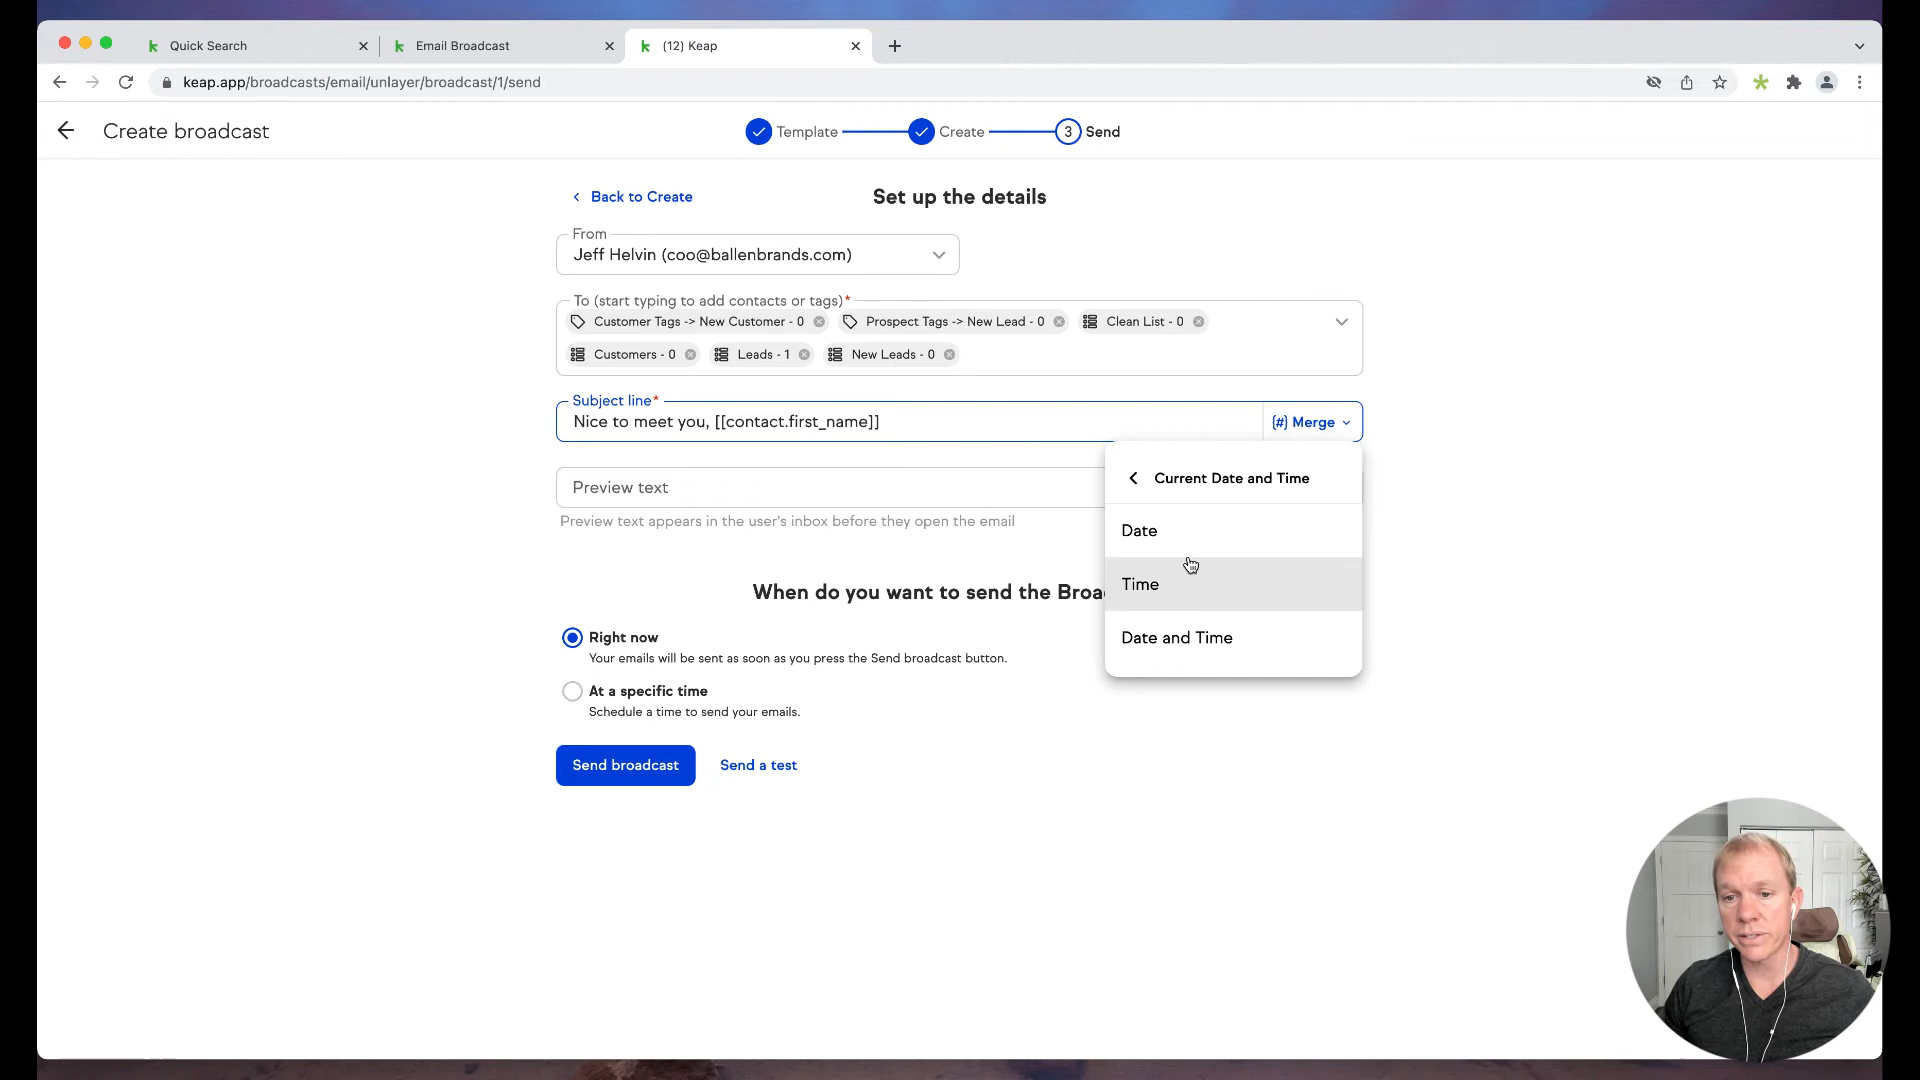 Quick Search
Email Broadcast
(12) Keap
keap.app/broadcasts/email/unlayer/broadcast/1/send
Create broadcast
Template
Create
3 Send
Back to Create
Set up the details
From
Jeff Helvin (coo@ballenbrands.com)
To (start typing to add contacts or tags)*
Customer Tags -> New Customer - 0
Prospect Tags -> New Lead - 0
Clean List - 0
Customers - 0
Leads - 1
New Leads - 0
Subject line*
Nice to meet you, [[contact.first_name]]
{#} Merge
Current Date and Time
Preview text
Preview text appears in the user's inbox before they open the email
Date
Time
Date and Time
When do you want to send the Broa
Right now
Your emails will be sent as soon as you press the Send broadcast button.
At a specific time
Schedule a time to send your emails.
Send broadcast
Send a test